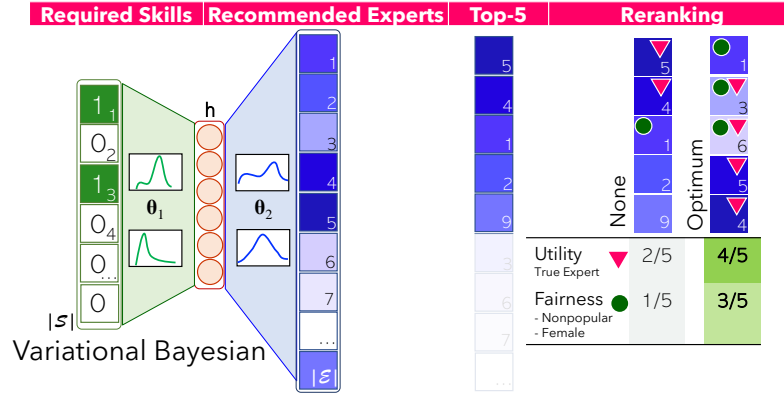 Required Skills
Recommended Experts
Top-5
Reranking
h
1 1
0 2
1 3
0 4
0 ...
0
|S|
θ1
θ2
Variational Bayesian
1
2
3
4
5
6
7
...
|ℰ|
5
4
1
2
9
3
6
7
...
None
5
4
1
2
9
Optimum
1
3
6
5
4
Utility 2/5 4/5
True Expert
Fairness 1/5 3/5
- Nonpopular
- Female